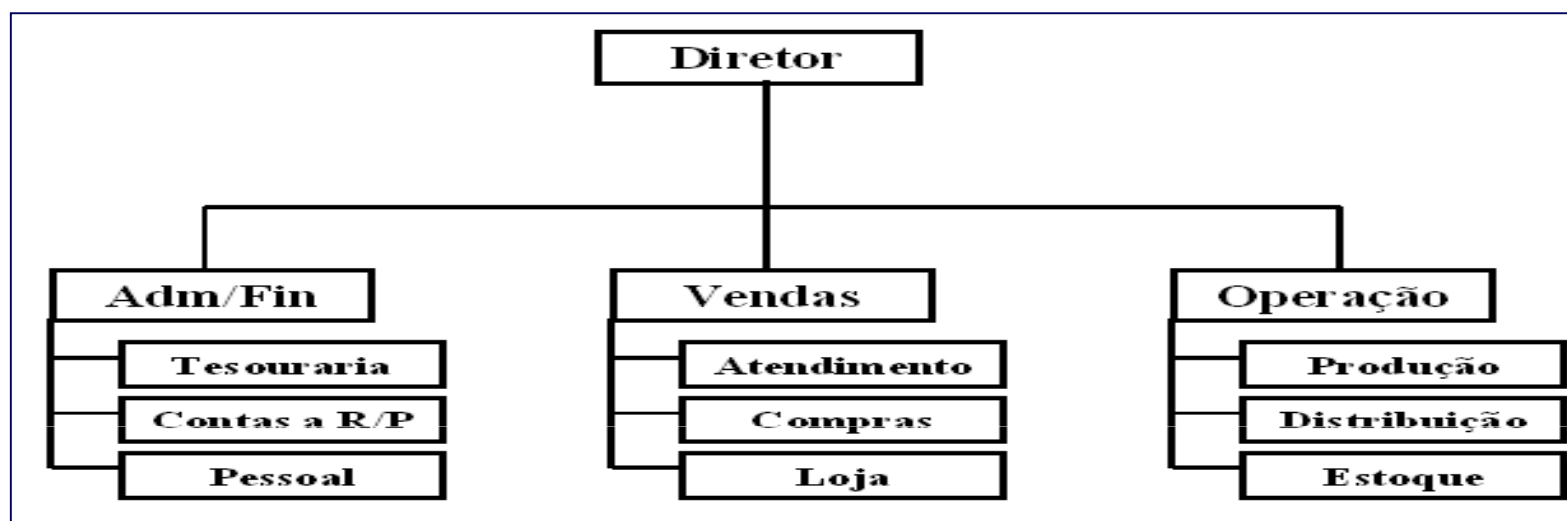 Diretor
Adm/Fin
Tesouraria
Contas a R/P
Pessoal
Vendas
Atendimento
Compras
Loja
Operação
Produção
Distribuição
Estoque